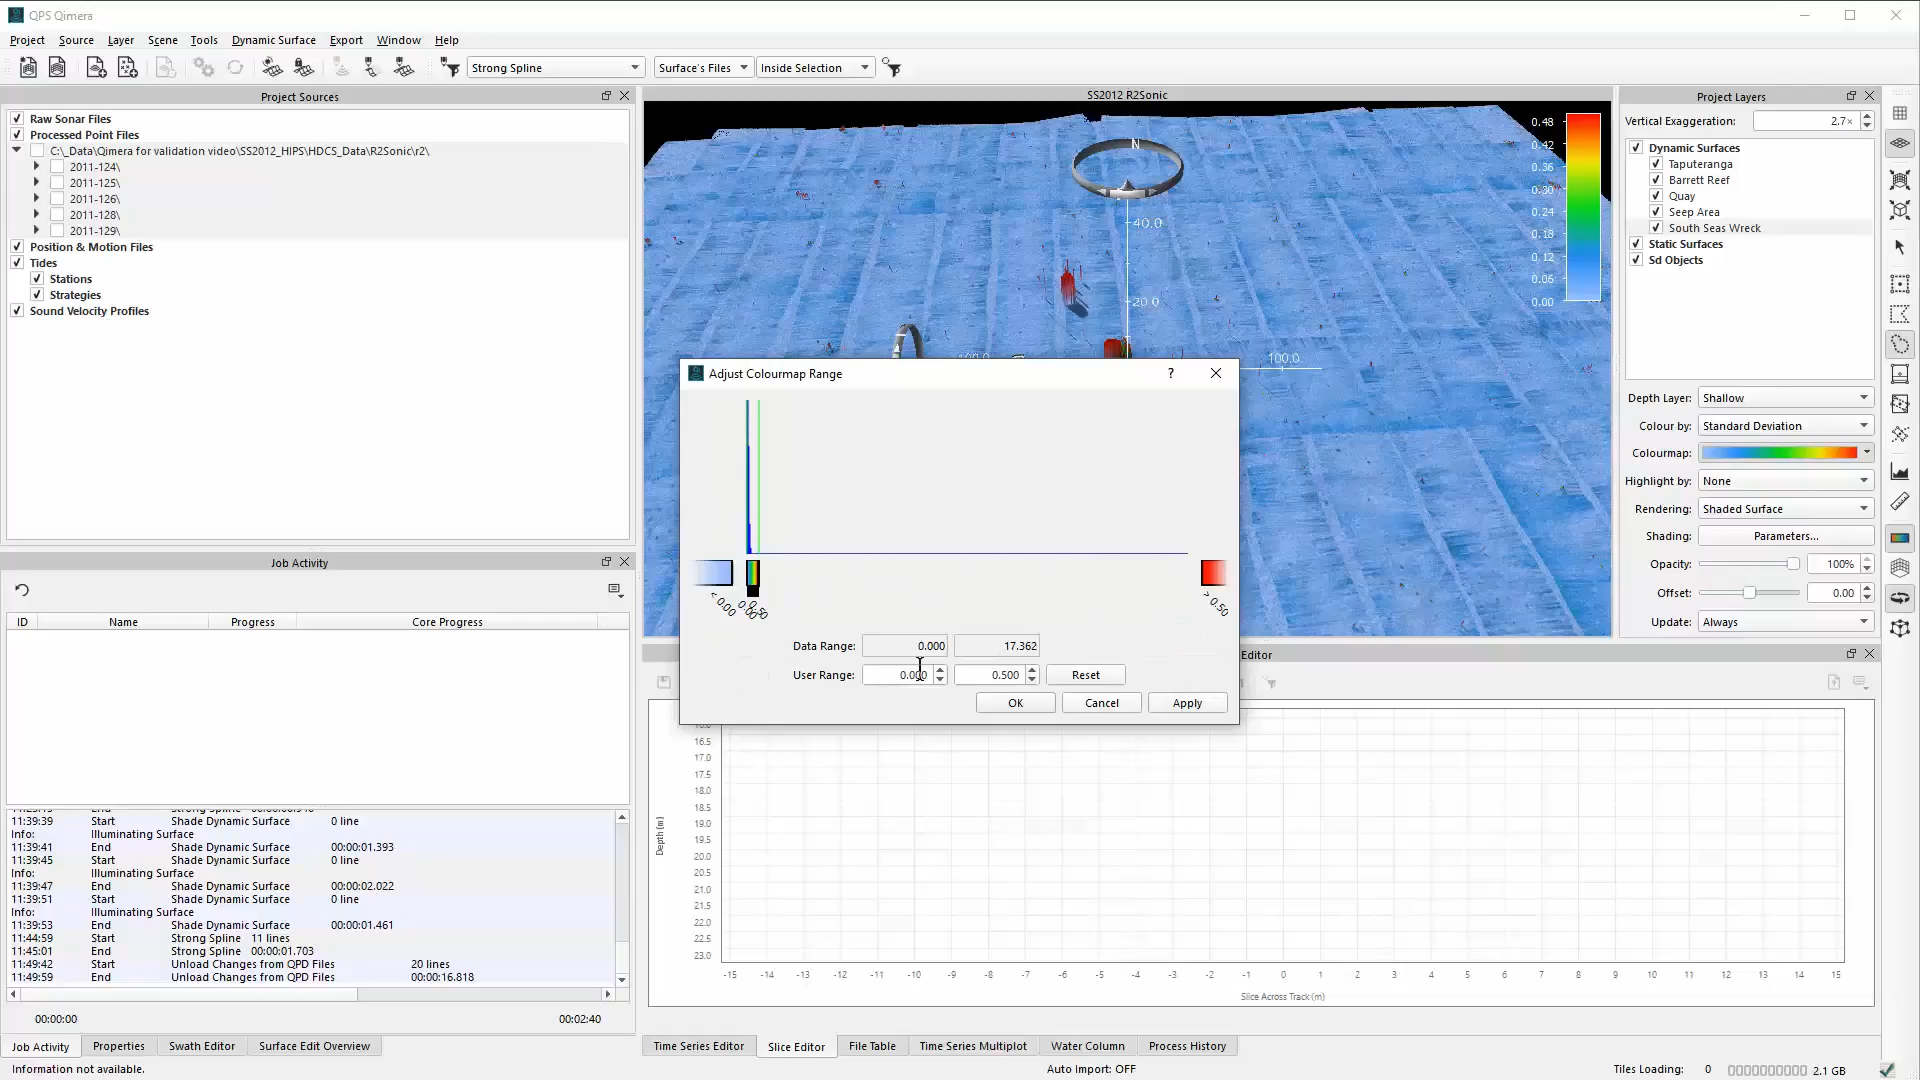 QPS Qimera
Project Source Layer Scene Tools Dynamic Surface Export Window Help
Strong Spline Surface's Files Inside Selection
Project Sources
Raw Sonar Files
Processed Point Files
C:\_Data\Qimera for validation video\SS2012_HIPS\HDCS_Data\R2Sonic\r2\
2011-124\
2011-125\
2011-126\
2011-128\
2011-129\
Position & Motion Files
Tides
Stations
Strategies
Sound Velocity Profiles
SS2012 R2Sonic
N
40.0
20.0
100.0
0.48
0.42
0.36
0.30
0.24
0.18
0.12
0.06
0.00
Project Layers
Vertical Exaggeration: 2.7×
Dynamic Surfaces
Taputeranga
Barrett Reef
Quay
Seep Area
South Seas Wreck
Static Surfaces
Sd Objects
Depth Layer: Shallow
Colour by: Standard Deviation
Colourmap:
Highlight by: None
Rendering: Shaded Surface
Shading: Parameters...
Opacity: 100%
Offset: 0.00
Update: Always
Adjust Colourmap Range
?
< 0.00
0.00
0.50
> 0.50
Data Range: 0.000 17.362
User Range: 0.000 0.500 Reset
OK Cancel Apply
Job Activity
ID Name Progress Core Progress
11:39:39 Start Shade Dynamic Surface 0 line
Info: Illuminating Surface
11:39:41 End Shade Dynamic Surface 00:00:01.393
11:39:45 Start Shade Dynamic Surface 0 line
Info: Illuminating Surface
11:39:47 End Shade Dynamic Surface 00:00:02.022
11:39:51 Start Shade Dynamic Surface 0 line
Info: Illuminating Surface
11:39:53 End Shade Dynamic Surface 00:00:01.461
11:44:59 Start Strong Spline 11 lines
11:45:01 End Strong Spline 00:00:01.703
11:49:42 Start Unload Changes from QPD Files 20 lines
11:49:59 End Unload Changes from QPD Files 00:00:16.818
00:00:00 00:02:40
Job Activity Properties Swath Editor Surface Edit Overview
Editor
16.5
17.0
17.5
18.0
18.5
19.0
19.5
20.0
20.5
21.0
21.5
22.0
22.5
23.0
Depth (m)
-15 -14 -13 -12 -11 -10 -9 -8 -7 -6 -5 -4 -3 -2 -1 0 1 2 3 4 5 6 7 8 9 10 11 12 13 14 15
Slice Across Track (m)
Time Series Editor Slice Editor File Table Time Series Multiplot Water Column Process History
Information not available. Auto Import: OFF Tiles Loading: 0 2.1 GB